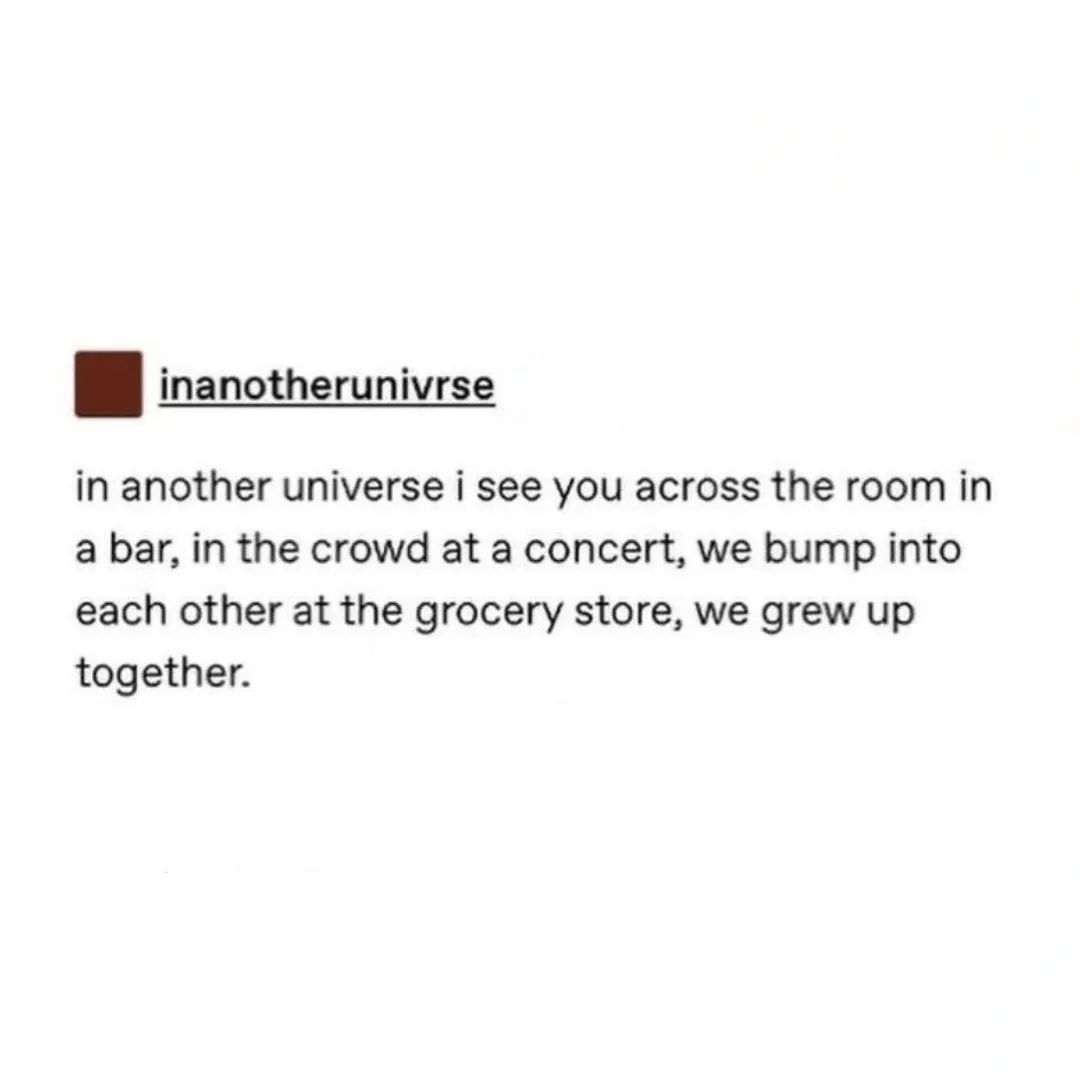 inanotherunivrse
in another universe i see you across the room in
a bar, in the crowd at a concert, we bump into
each other at the grocery store, we grew up
together.